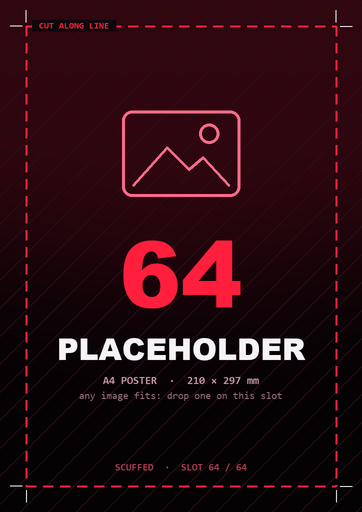 CUT ALONG LINE
64
PLACEHOLDER
A4 POSTER · 210 × 297 mm
any image fits: drop one on this slot
SCUFFED · SLOT 64 / 64